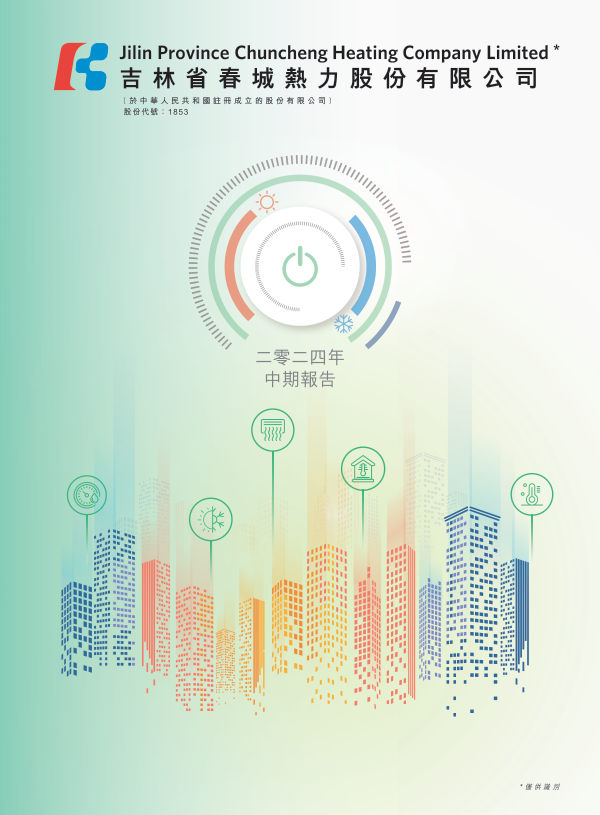 Jilin Province Chuncheng Heating Company Limited *
吉林省春城熱力股份有限公司
（於中華人民共和國註冊成立的股份有限公司）
股份代號：1853
二零二四年
中期報告
* 僅供識別